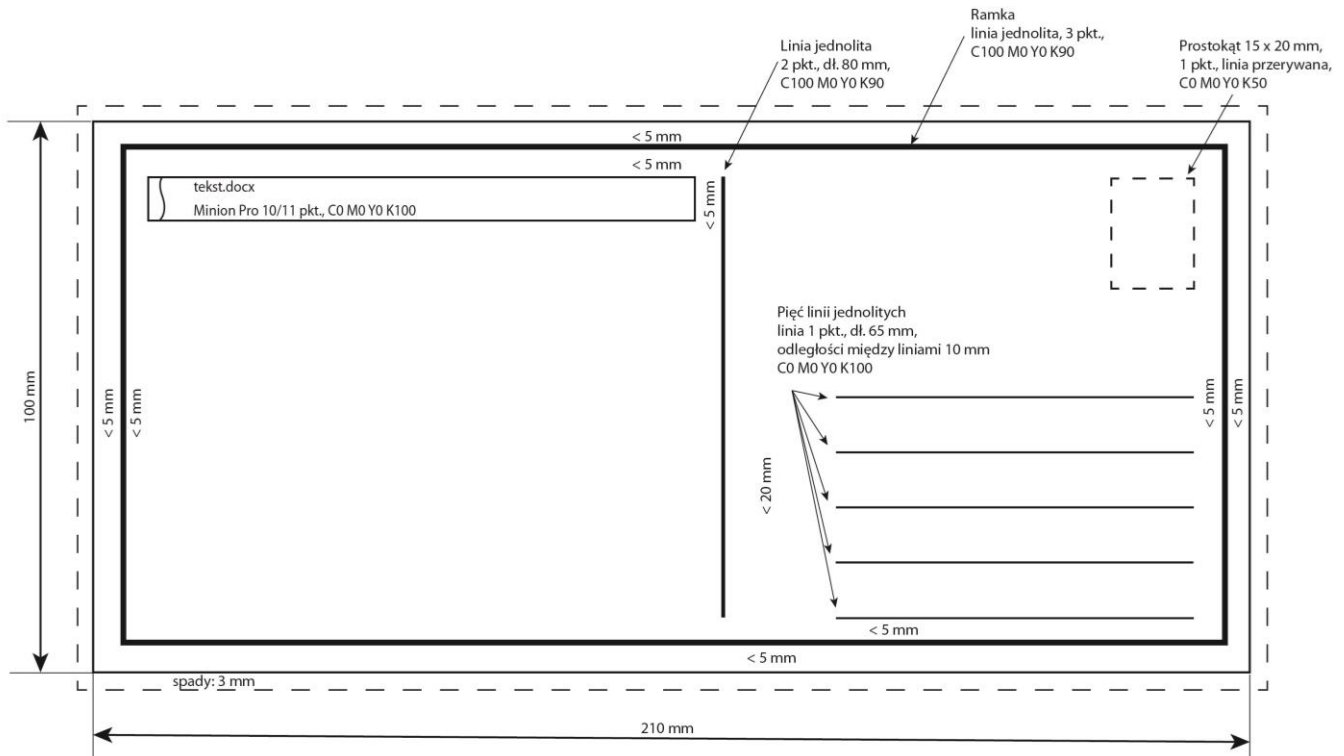 Ramka
linia jednolita, 3 pkt.,
C100 M0 Y0 K90
Linia jednolita
2 pkt., dł. 80 mm,
C100 M0 Y0 K90
Prostokąt 15 x 20 mm,
1 pkt., linia przerywana,
C0 M0 Y0 K50
< 5 mm
< 5 mm
tekst.docx
Minion Pro 10/11 pkt., C0 M0 Y0 K100
< 5 mm
Pięć linii jednolitych
linia 1 pkt., dł. 65 mm,
odległości między liniami 10 mm
C0 M0 Y0 K100
100 mm
< 5 mm
< 5 mm
< 5 mm
< 5 mm
< 20 mm
< 5 mm
< 5 mm
spady: 3 mm
210 mm